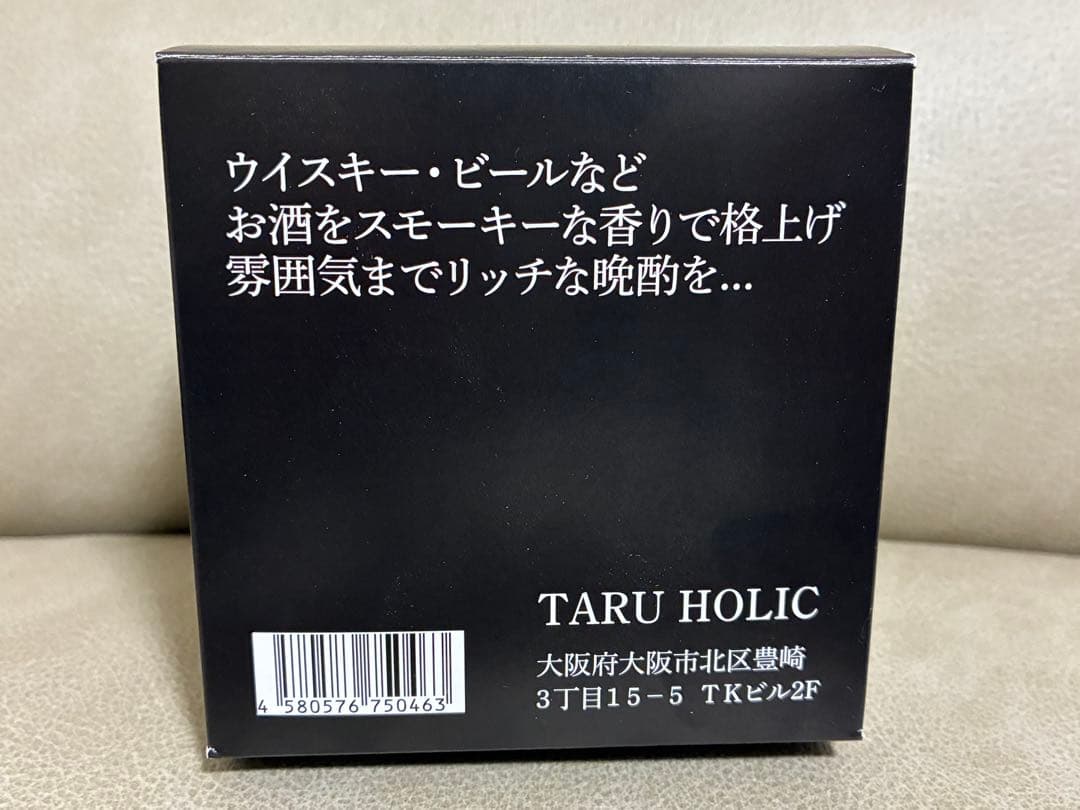 ウイスキー・ビールなど
お酒をスモーキーな香りで格上げ
雰囲気までリッチな晩酌を...
TARU HOLIC
大阪府大阪市北区豊崎
3丁目15-5 TKビル2F
4 580576 750463